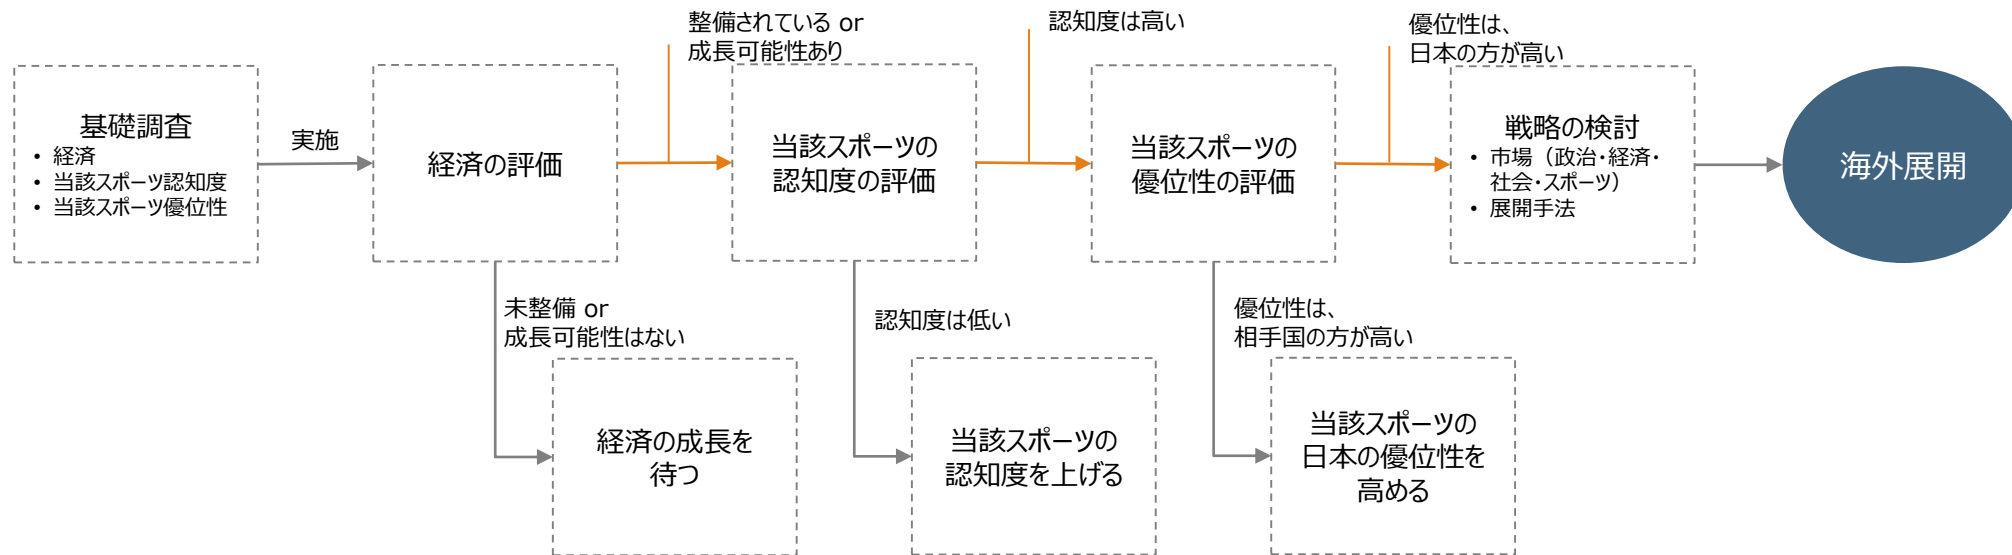 整備されている or
成長可能性あり
認知度は高い
優位性は、
日本の方が高い
基礎調査
• 経済
• 当該スポーツ認知度
• 当該スポーツ優位性
実施
経済の評価
当該スポーツの
認知度の評価
当該スポーツの
優位性の評価
戦略の検討
• 市場（政治・経済・
社会・スポーツ）
• 展開手法
海外展開
未整備 or
成長可能性はない
認知度は低い
優位性は、
相手国の方が高い
経済の成長を
待つ
当該スポーツの
認知度を上げる
当該スポーツの
日本の優位性を
高める